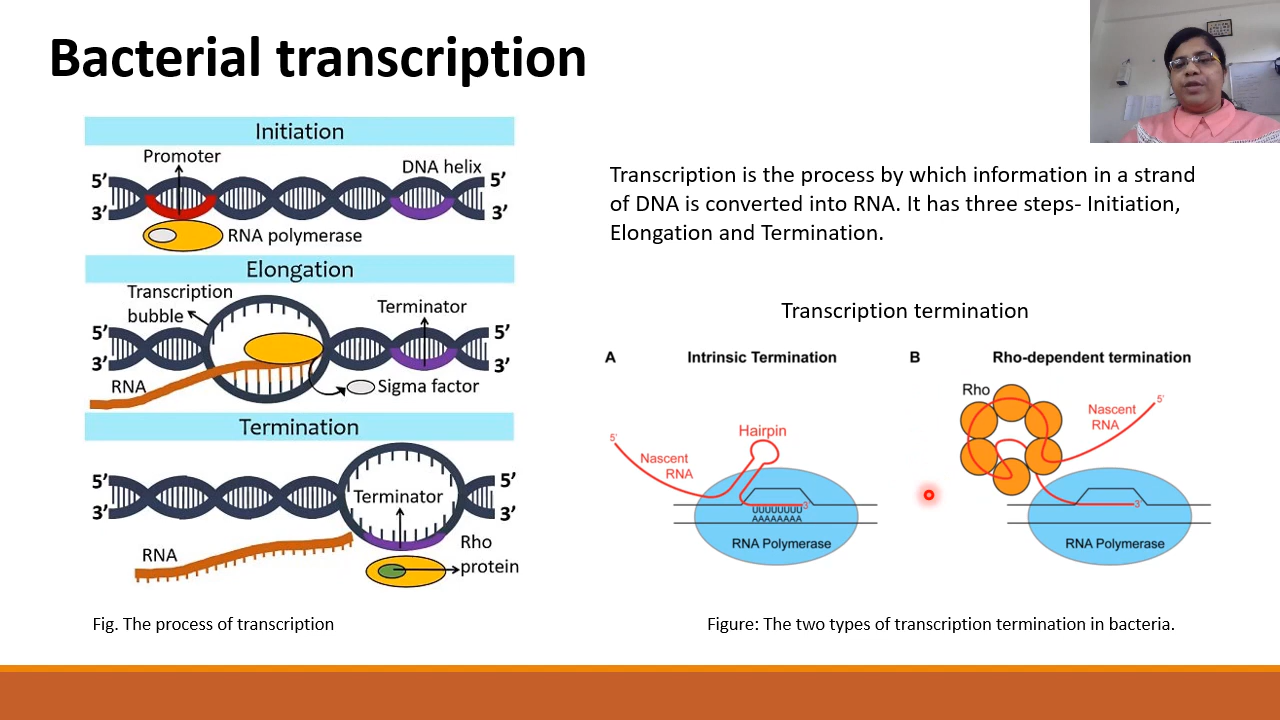 Bacterial transcription
Initiation
Promoter
DNA helix
5’
5’
3’
3’
RNA polymerase
Elongation
Transcription
bubble
Terminator
5’
5’
3’
3’
RNA
Sigma factor
Termination
5’
5’
Terminator
3’
3’
RNA
Rho
protein
Fig. The process of transcription
Transcription is the process by which information in a strand
of DNA is converted into RNA. It has three steps- Initiation,
Elongation and Termination.
Transcription termination
A
Intrinsic Termination
5'
Hairpin
Nascent
RNA
3'
UUUUUUUU
AAAAAAAA
RNA Polymerase
B
Rho-dependent termination
Rho
5'
Nascent
RNA
3'
RNA Polymerase
Figure: The two types of transcription termination in bacteria.